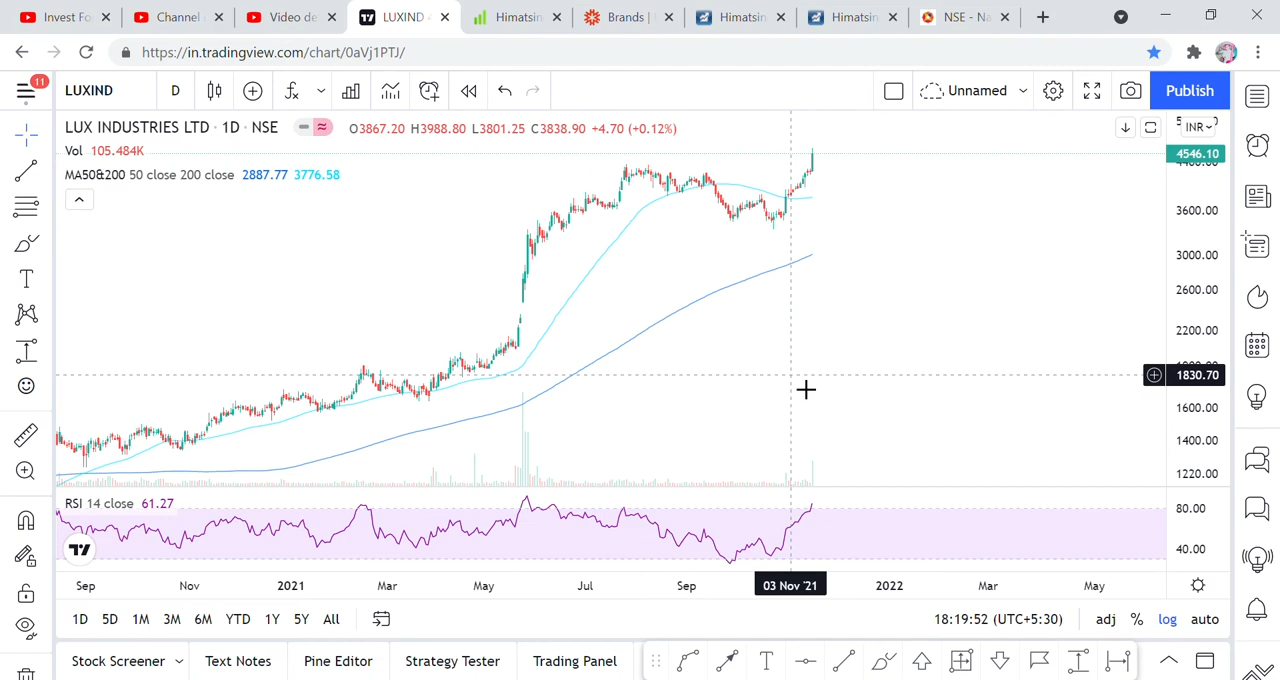 Invest Fo
Channel
Video de
LUXIND
Himatsin
Brands |
Himatsin
Himatsin
NSE - Na
https://in.tradingview.com/chart/0aVj1PTJ/
11
LUXIND
D
Unnamed
Publish
LUX INDUSTRIES LTD · 1D · NSE
O3867.20 H3988.80 L3801.25 C3838.90 +4.70 (+0.12%)
INR
Vol 105.484K
4546.10
MA50&200 50 close 200 close 2887.77 3776.58
3600.00
3000.00
2600.00
2200.00
1830.70
1600.00
1400.00
1220.00
RSI 14 close 61.27
80.00
40.00
Sep Nov 2021 Mar May Jul Sep 03 Nov '21 2022 Mar May
1D 5D 1M 3M 6M YTD 1Y 5Y All
18:19:52 (UTC+5:30)
adj % log auto
Stock Screener
Text Notes
Pine Editor
Strategy Tester
Trading Panel